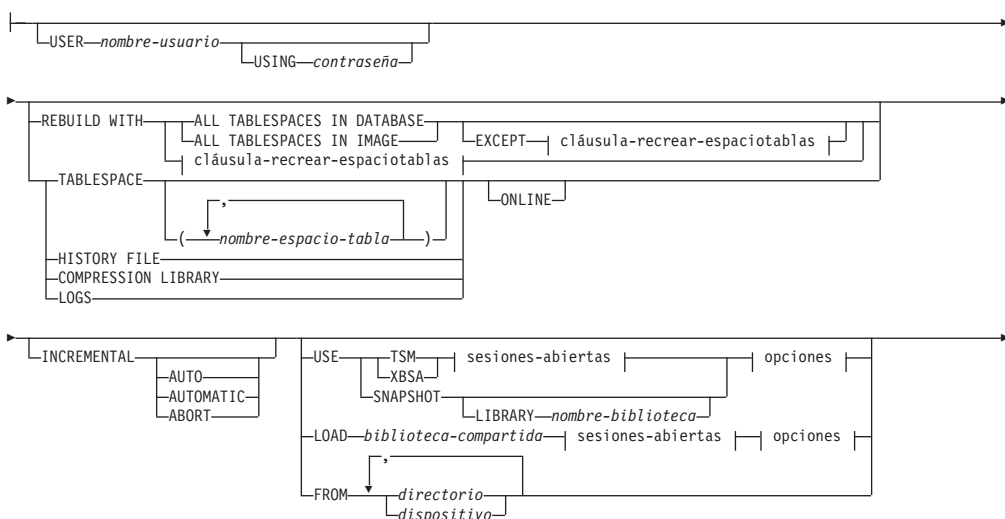 USER nombre-usuario
USING contraseña
REBUILD WITH ALL TABLESPACES IN DATABASE
ALL TABLESPACES IN IMAGE EXCEPT cláusula-recrear-espaciotablas
cláusula-recrear-espaciotablas
TABLESPACE
ONLINE
,
( nombre-espacio-tabla )
HISTORY FILE
COMPRESSION LIBRARY
LOGS
INCREMENTAL
AUTO
AUTOMATIC
ABORT
USE TSM sesiones-abiertas opciones
XBSA
SNAPSHOT
LIBRARY nombre-biblioteca
LOAD biblioteca-compartida sesiones-abiertas opciones
,
FROM directorio
dispositivo